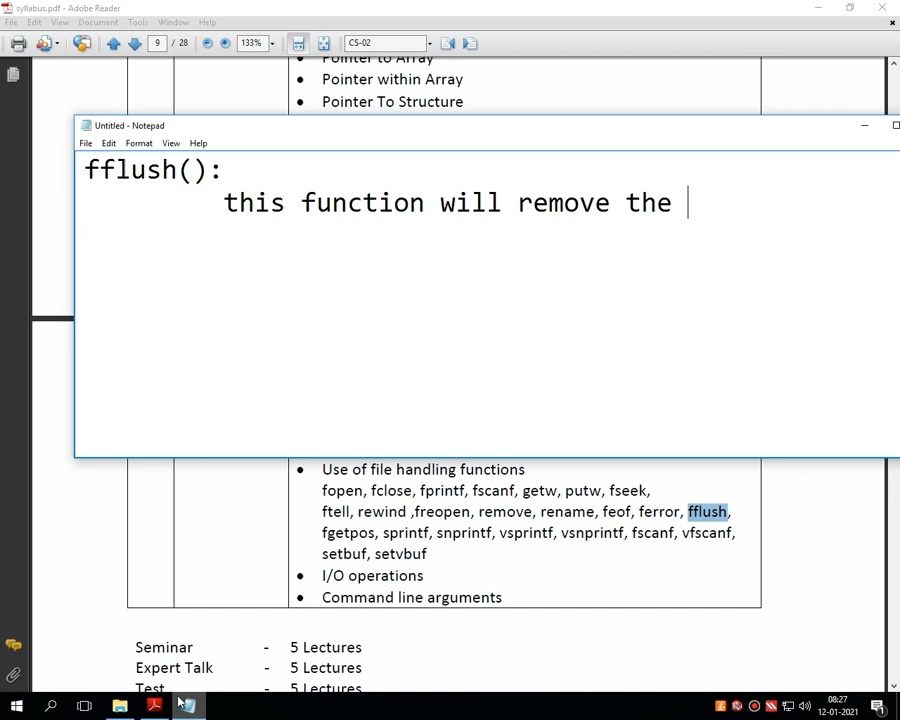 syllabus.pdf - Adobe Reader
File Edit View Document Tools Window Help
9 / 28 133% CS-02
Pointer to Array
• Pointer within Array
• Pointer To Structure
Untitled - Notepad
File Edit Format View Help
fflush():
this function will remove the
• Use of file handling functions
fopen, fclose, fprintf, fscanf, getw, putw, fseek,
ftell, rewind ,freopen, remove, rename, feof, ferror, fflush,
fgetpos, sprintf, snprintf, vsprintf, vsnprintf, fscanf, vfscanf,
setbuf, setvbuf
• I/O operations
• Command line arguments
Seminar - 5 Lectures
Expert Talk - 5 Lectures
Test - 5 Lectures
08:27
12-01-2021
1